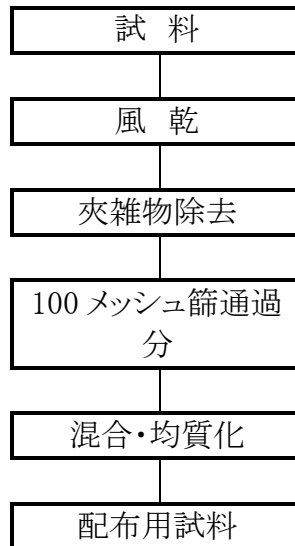 試 料
風 乾
夾雑物除去
100 メッシュ篩通過
分
混合・均質化
配布用試料